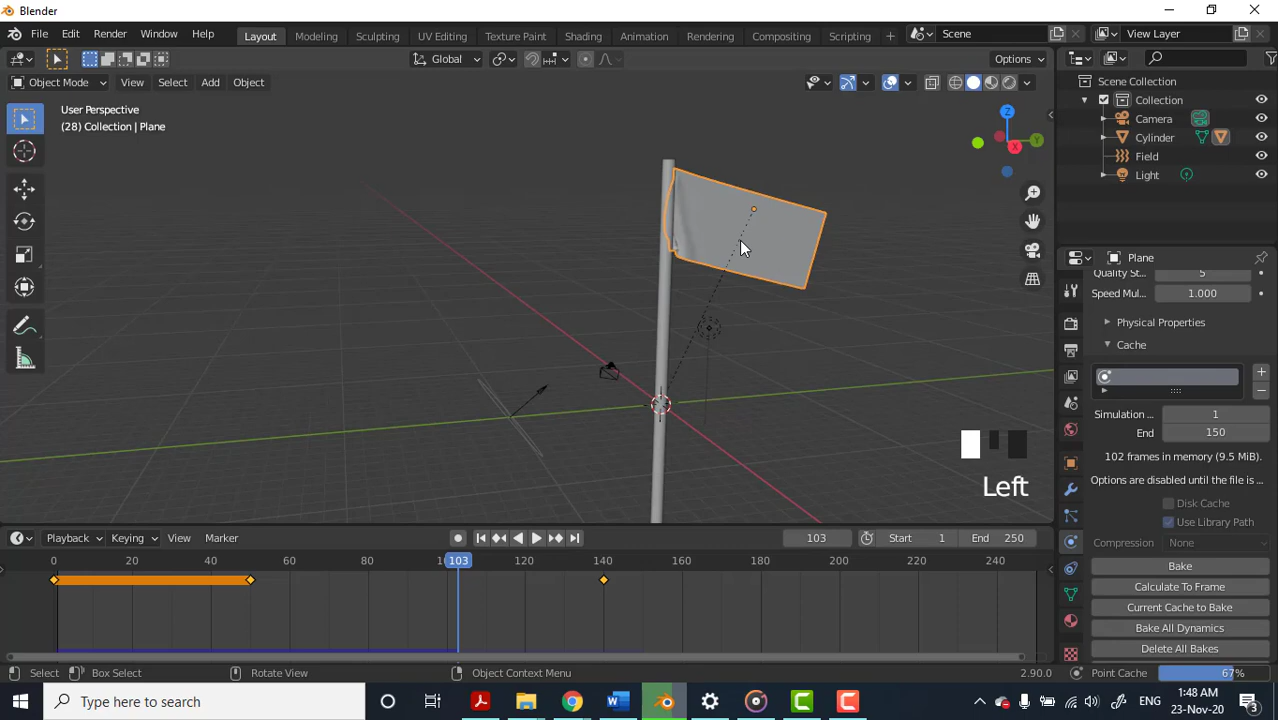 Blender
File Edit Render Window Help Layout Modeling Sculpting UV Editing Texture Paint Shading Animation Rendering Compositing Scripting + Scene View Layer
Global Options
Object Mode View Select Add Object
User Perspective
(28) Collection | Plane
Z
Y
X
Scene Collection
Collection
Camera
Cylinder
Field
Light
Plane
Quality St... 5
Speed Mul... 1.000
Physical Properties
Cache
Simulation ... 1
End 150
102 frames in memory (9.5 MiB).
Options are disabled until the file is ...
Disk Cache
Use Library Path
Compression None
Bake
Calculate To Frame
Current Cache to Bake
Bake All Dynamics
Delete All Bakes
Left
Playback Keying View Marker 103 Start 1 End 250
0 20 40 60 80 103 120 140 160 180 200 220 240
Select Box Select Rotate View Object Context Menu 2.90.0 Point Cache 67%
Type here to search
ENG
1:48 AM
23-Nov-20
3